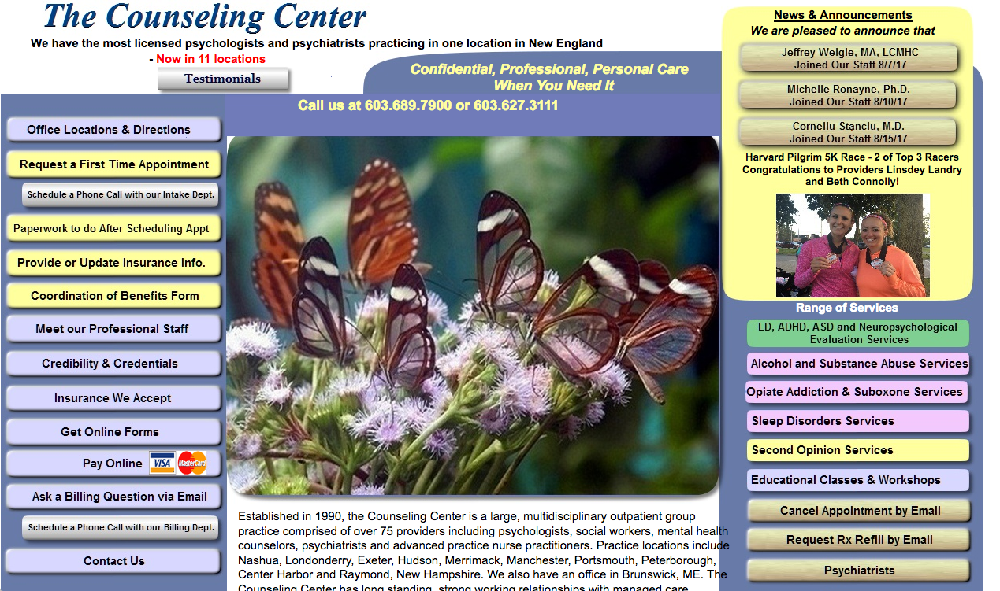 The Counseling Center
We have the most licensed psychologists and psychiatrists practicing in one location in New England
- Now in 11 locations
Testimonials
Confidential, Professional, Personal Care
When You Need It
Call us at 603.689.7900 or 603.627.3111
Office Locations & Directions
Request a First Time Appointment
Schedule a Phone Call with our Intake Dept.
Paperwork to do After Scheduling Appt
Provide or Update Insurance Info.
Coordination of Benefits Form
Meet our Professional Staff
Credibility & Credentials
Insurance We Accept
Get Online Forms
Pay Online VISA MasterCard
Ask a Billing Question via Email
Schedule a Phone Call with our Billing Dept.
Contact Us
Established in 1990, the Counseling Center is a large, multidisciplinary outpatient group
practice comprised of over 75 providers including psychologists, social workers, mental health
counselors, psychiatrists and advanced practice nurse practitioners. Practice locations include
Nashua, Londonderry, Exeter, Hudson, Merrimack, Manchester, Portsmouth, Peterborough,
Center Harbor and Raymond, New Hampshire. We also have an office in Brunswick, ME. The
Counseling Center has long standing, strong working relationships with managed care
News & Announcements
We are pleased to announce that
Jeffrey Weigle, MA, LCMHC
Joined Our Staff 8/7/17
Michelle Ronayne, Ph.D.
Joined Our Staff 8/10/17
Corneliu Stanciu, M.D.
Joined Our Staff 8/15/17
Harvard Pilgrim 5K Race - 2 of Top 3 Racers
Congratulations to Providers Linsdey Landry
and Beth Connolly!
Range of Services
LD, ADHD, ASD and Neuropsychological
Evaluation Services
Alcohol and Substance Abuse Services
Opiate Addiction & Suboxone Services
Sleep Disorders Services
Second Opinion Services
Educational Classes & Workshops
Cancel Appointment by Email
Request Rx Refill by Email
Psychiatrists